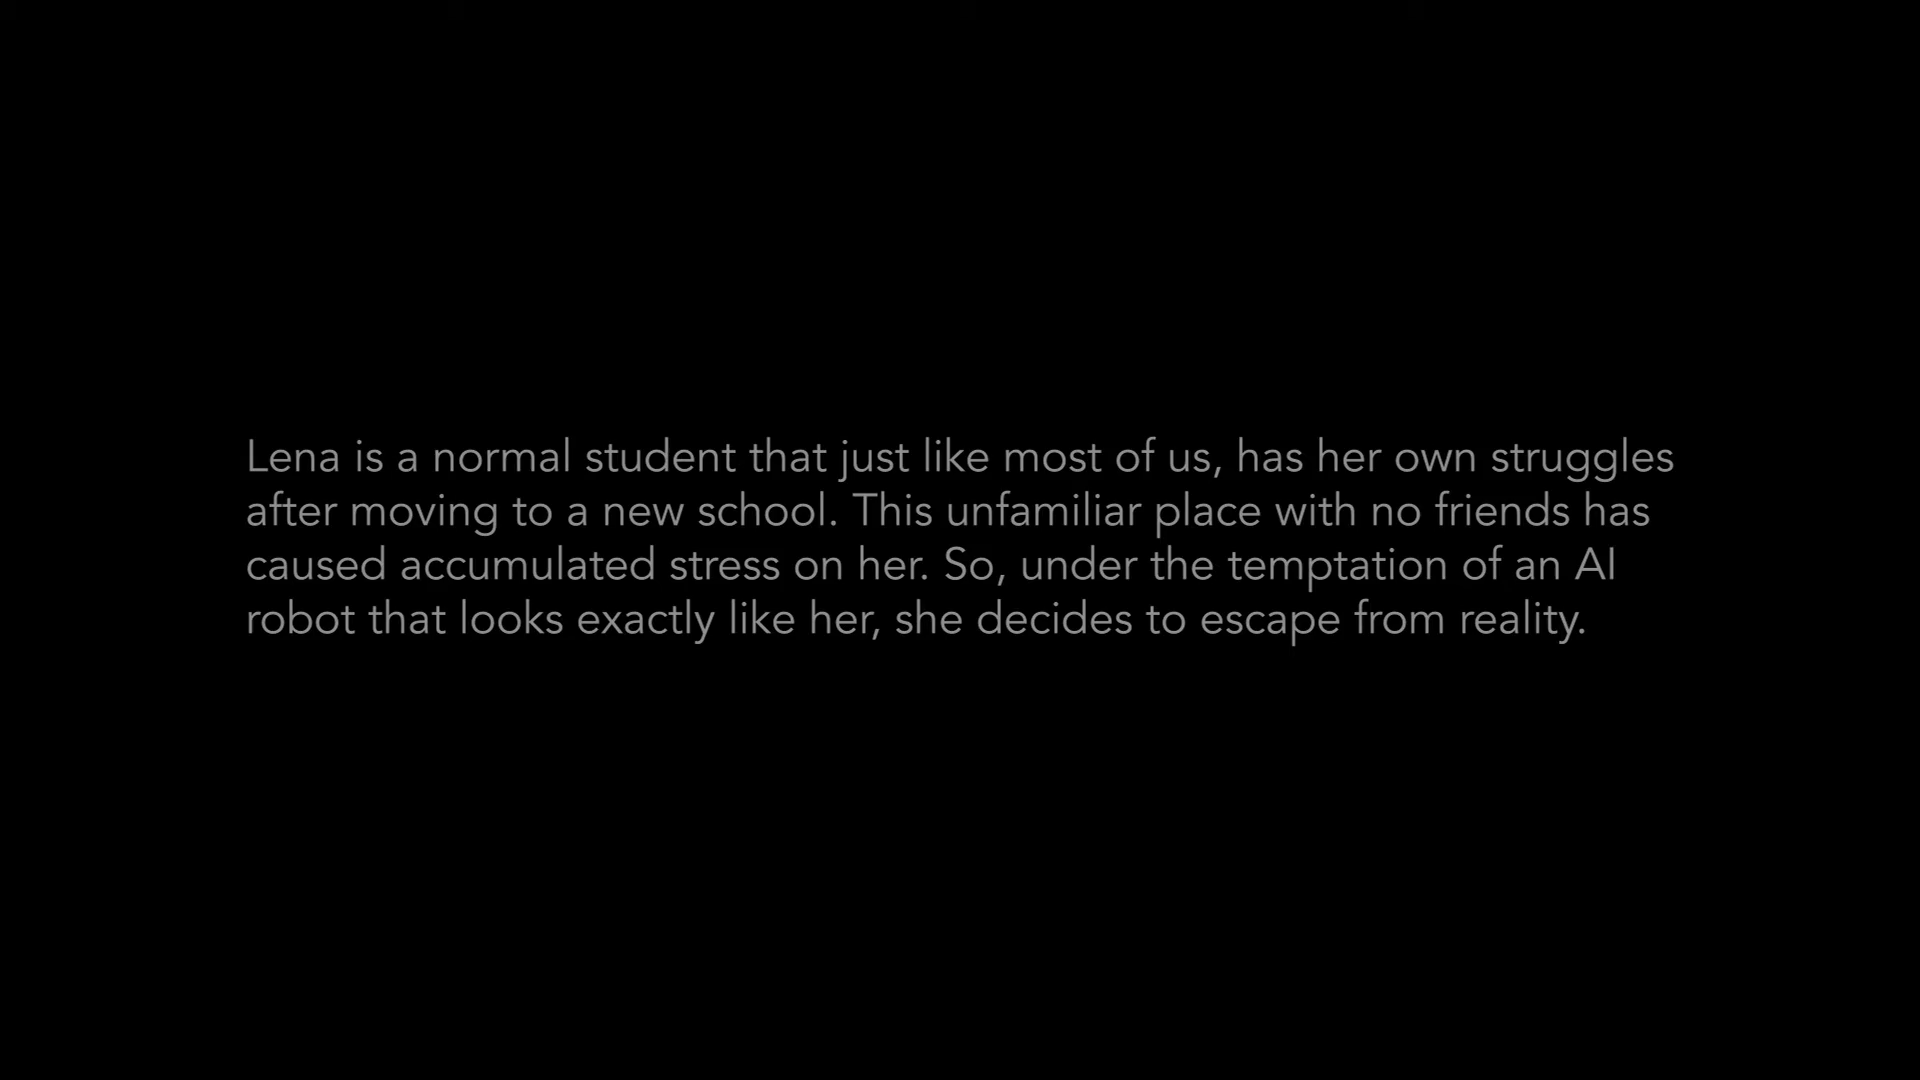 Lena is a normal student that just like most of us, has her own struggles
after moving to a new school. This unfamiliar place with no friends has
caused accumulated stress on her. So, under the temptation of an AI
robot that looks exactly like her, she decides to escape from reality.